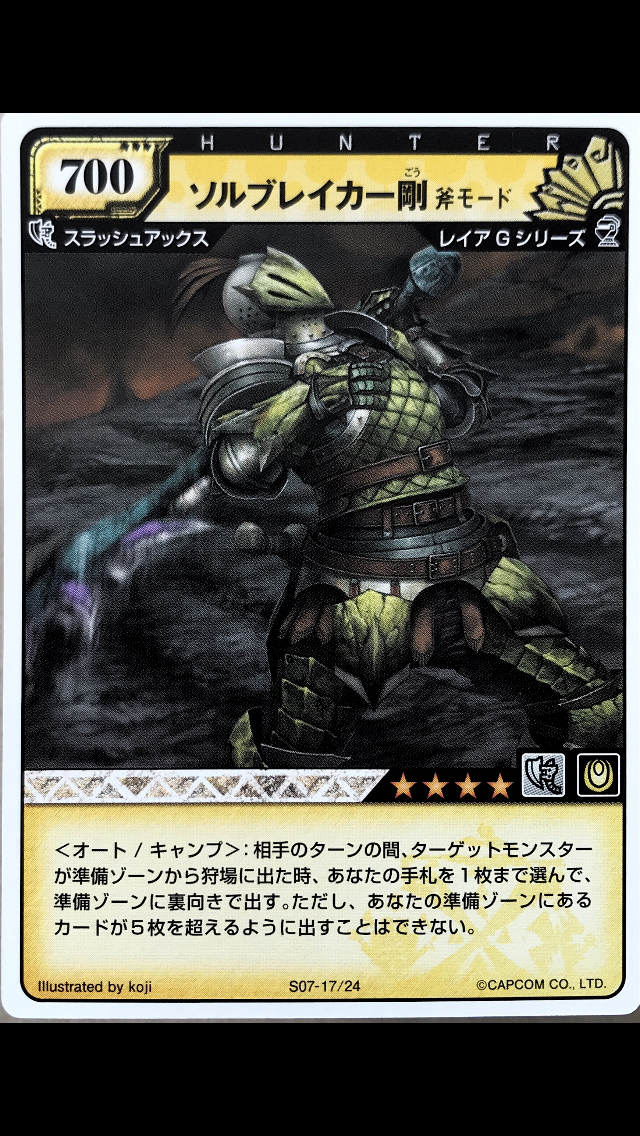 HUNTER
700
ごう
ソルブレイカー剛 斧モード
スラッシュアックス
レイア G シリーズ
＜オート / キャンプ＞：相手のターンの間、ターゲットモンスター
が準備ゾーンから狩場に出た時、あなたの手札を１枚まで選んで、
準備ゾーンに裏向きで出す。ただし、あなたの準備ゾーンにある
カードが５枚を超えるように出すことはできない。
Illustrated by koji
S07-17/24
©CAPCOM CO., LTD.